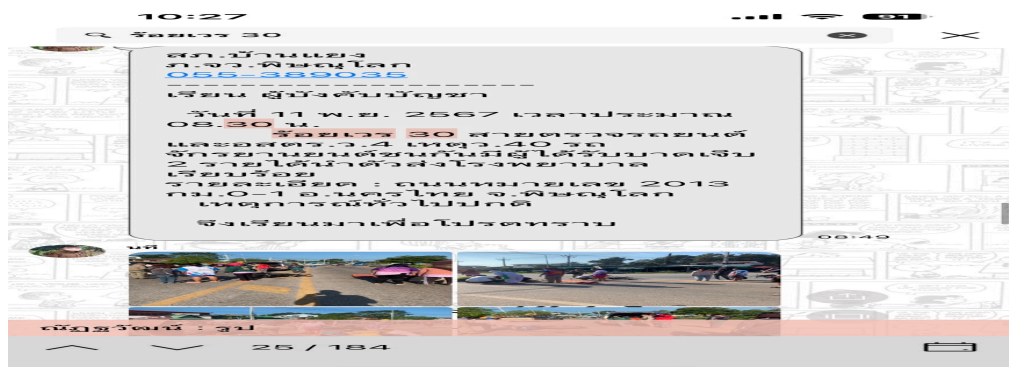 10:27
91
ร้อยเวร 30
สภ.บ้านแยง
ภ.จว.พิษณุโลก
055-389035
--------------------
เรียน ผู้บังคับบัญชา
วันที่ 11 พ.ย. 2567 เวลาประมาณ
08.30 น.
ร้อยเวร 30 สายตรวจรถยนต์
และอสตร.ว.4 เหตุว.40 รถ
จักรยานยนต์ชนกันมีผู้ได้รับบาดเจ็บ
2 รายได้นำตัวส่งโรงพยาบาล
เรียบร้อย
รายละเอียด : ถนนหมายเลข 2013
กม.0-1 อ.นครไทย จ.พิษณุโลก
เหตุการณ์ทั่วไปปกติ
จึงเรียนมาเพื่อโปรดทราบ
08:49
นที
ณัฏฐวัฒน์ : รูป
25 / 184